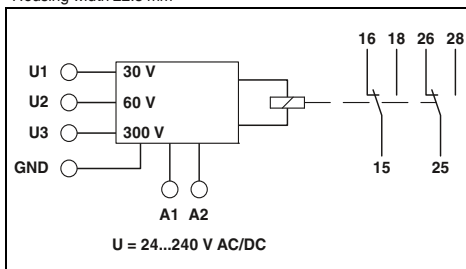 16 18 26 28
U1 30 V
U2 60 V
U3 300 V
GND
15 25
A1 A2
U = 24...240 V AC/DC